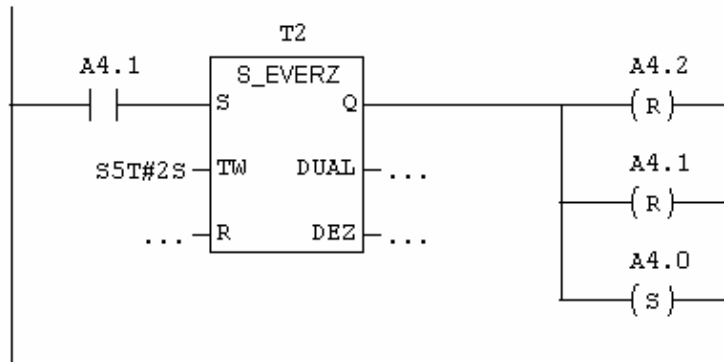 T2
A4.1
S_EVERZ
A4.2
S
Q
( R )
A4.1
S5T#2S
TW
DUAL
...
( R )
...
R
DEZ
...
A4.0
( S )